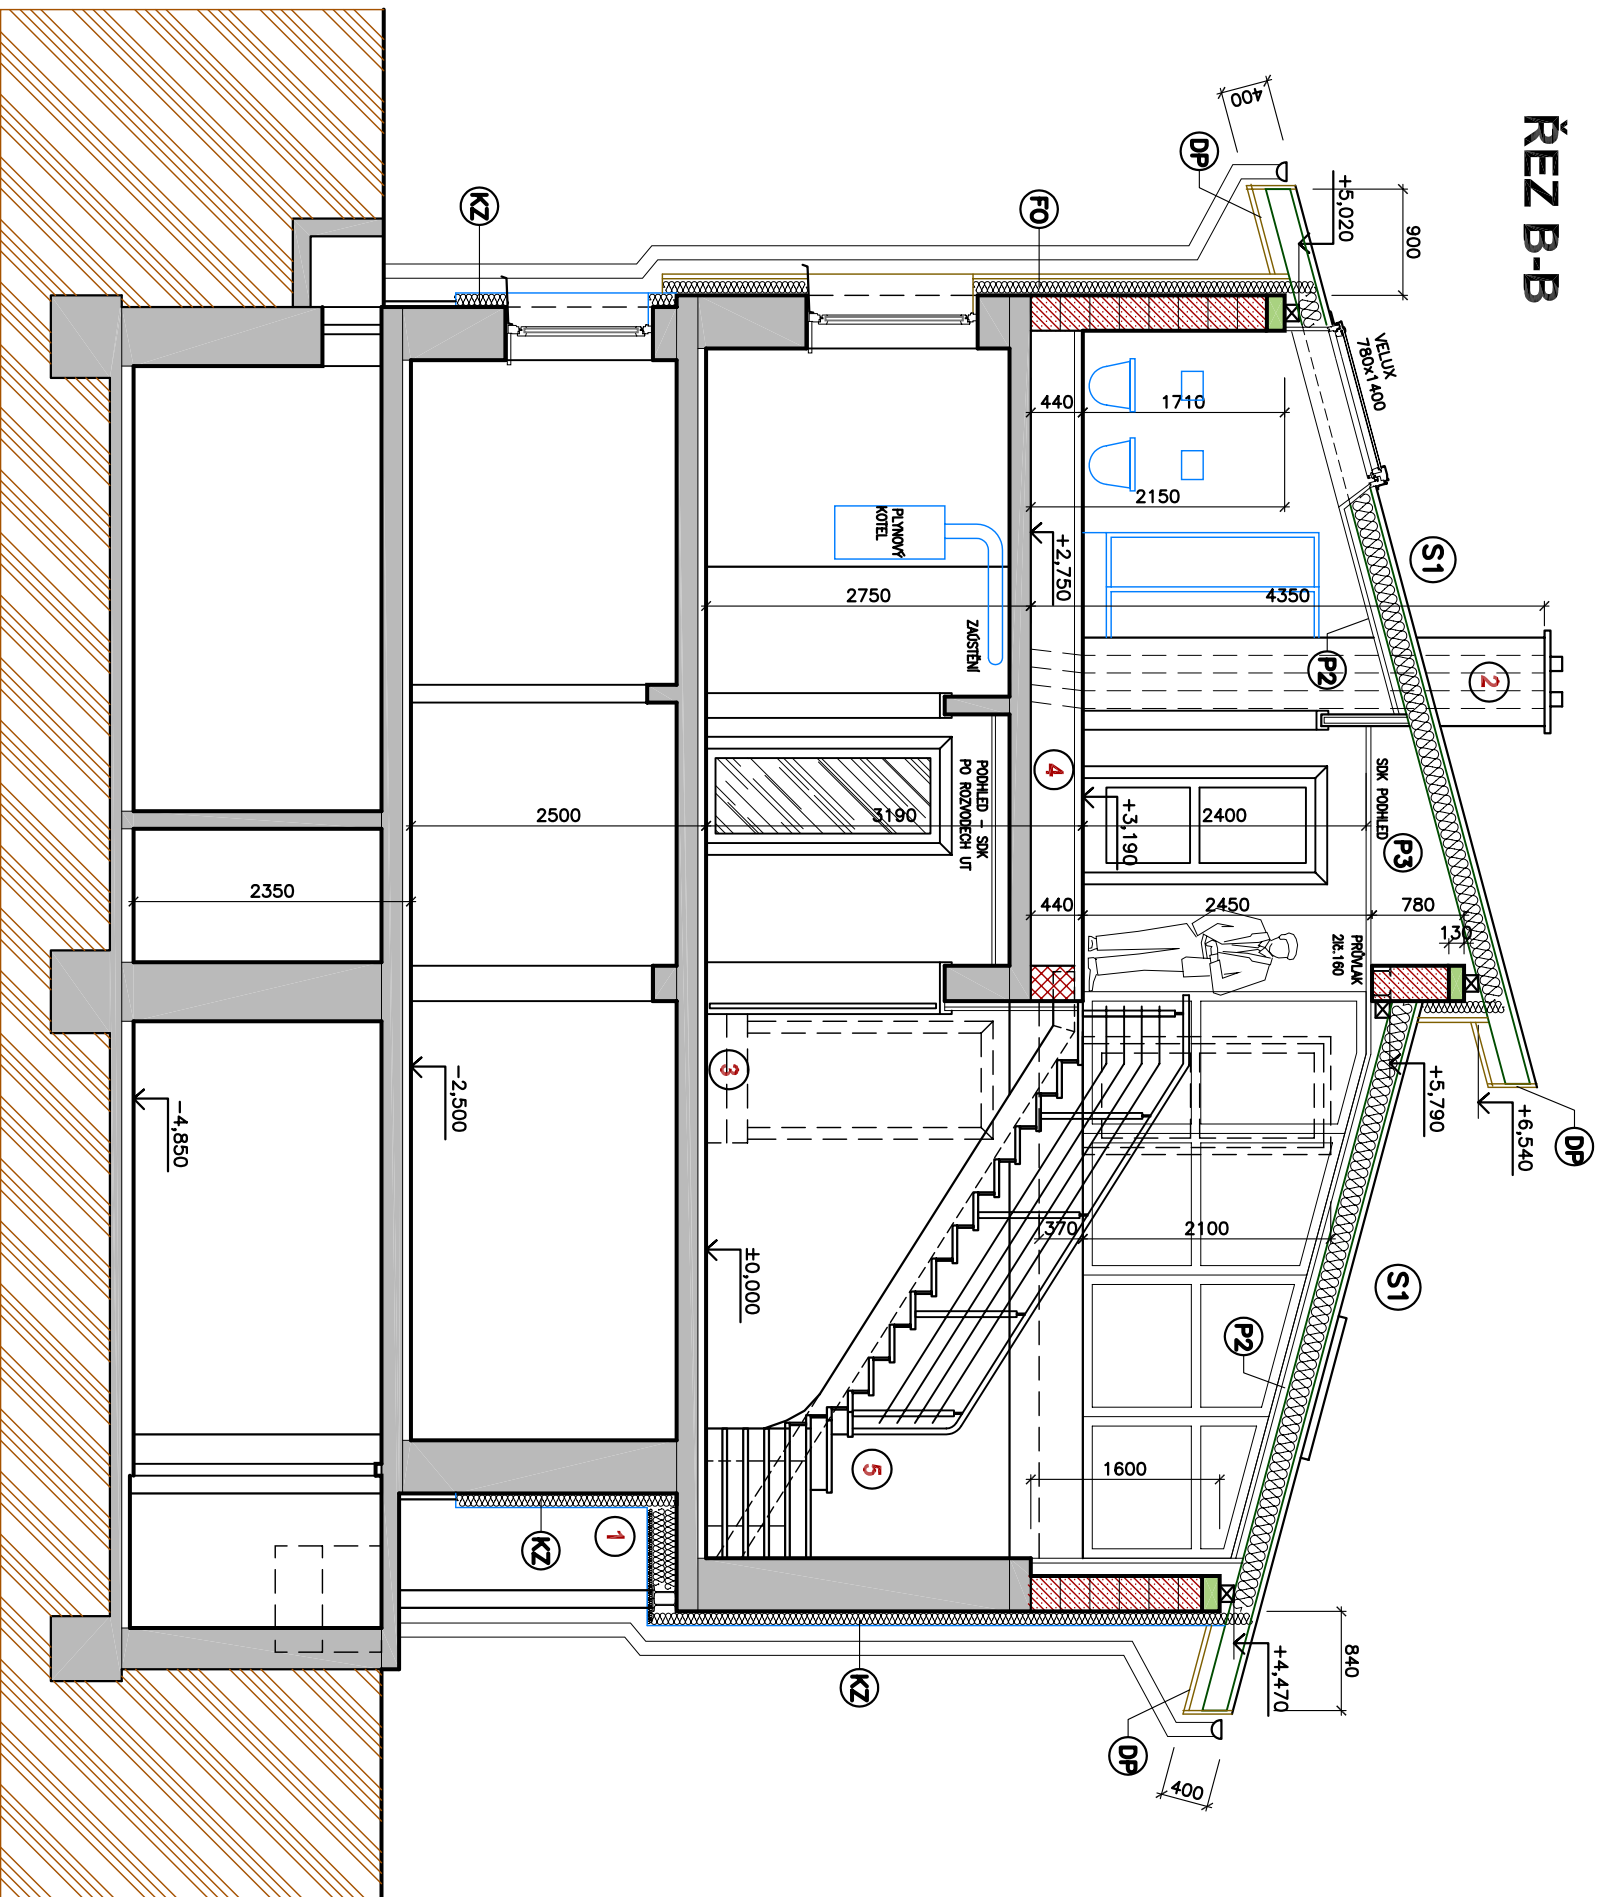 ŘEZ B-B
400
DP
+5,020
900
KZ
FO
VELUX
780x1400
440
1710
2150
S1
PLYNOVÝ
KOTEL
+2,750
2750
4350
ZAÚSTĚNÍ
P2
2
4
PODHLED - SDK
PO ROZVODECH UT
SDK PODHLED
P3
2500
3190
+3,190
2400
2350
440
2450
780
130
PRŮVLAK
2IČ.160
3
-4,850
-2,500
+5,790
+6,540
DP
±0,000
370
2100
S1
P2
5
1600
1
KZ
KZ
+4,470
840
DP
400